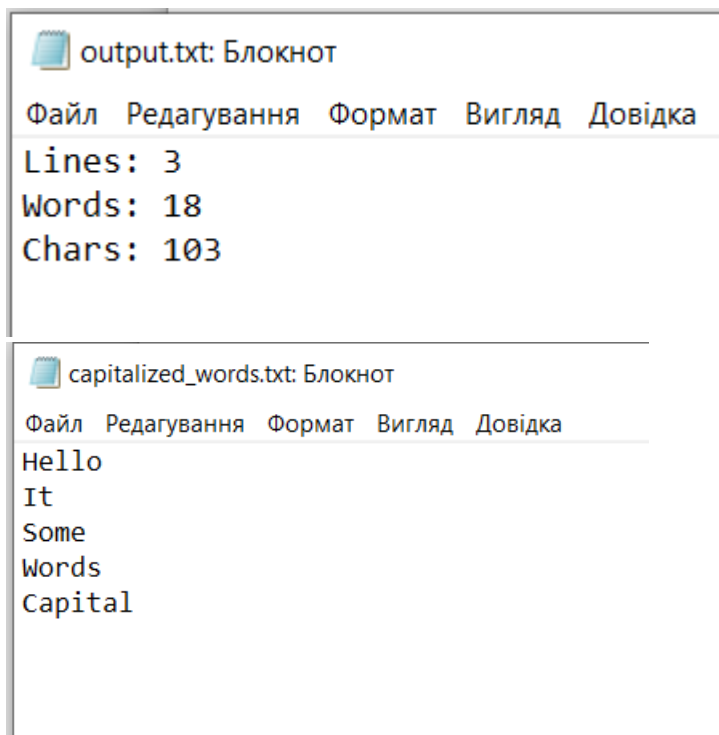 output.txt: Блокнот
Файл Редагування Формат Вигляд Довідка
Lines: 3
Words: 18
Chars: 103
capitalized_words.txt: Блокнот
Файл Редагування Формат Вигляд Довідка
Hello
It
Some
Words
Capital